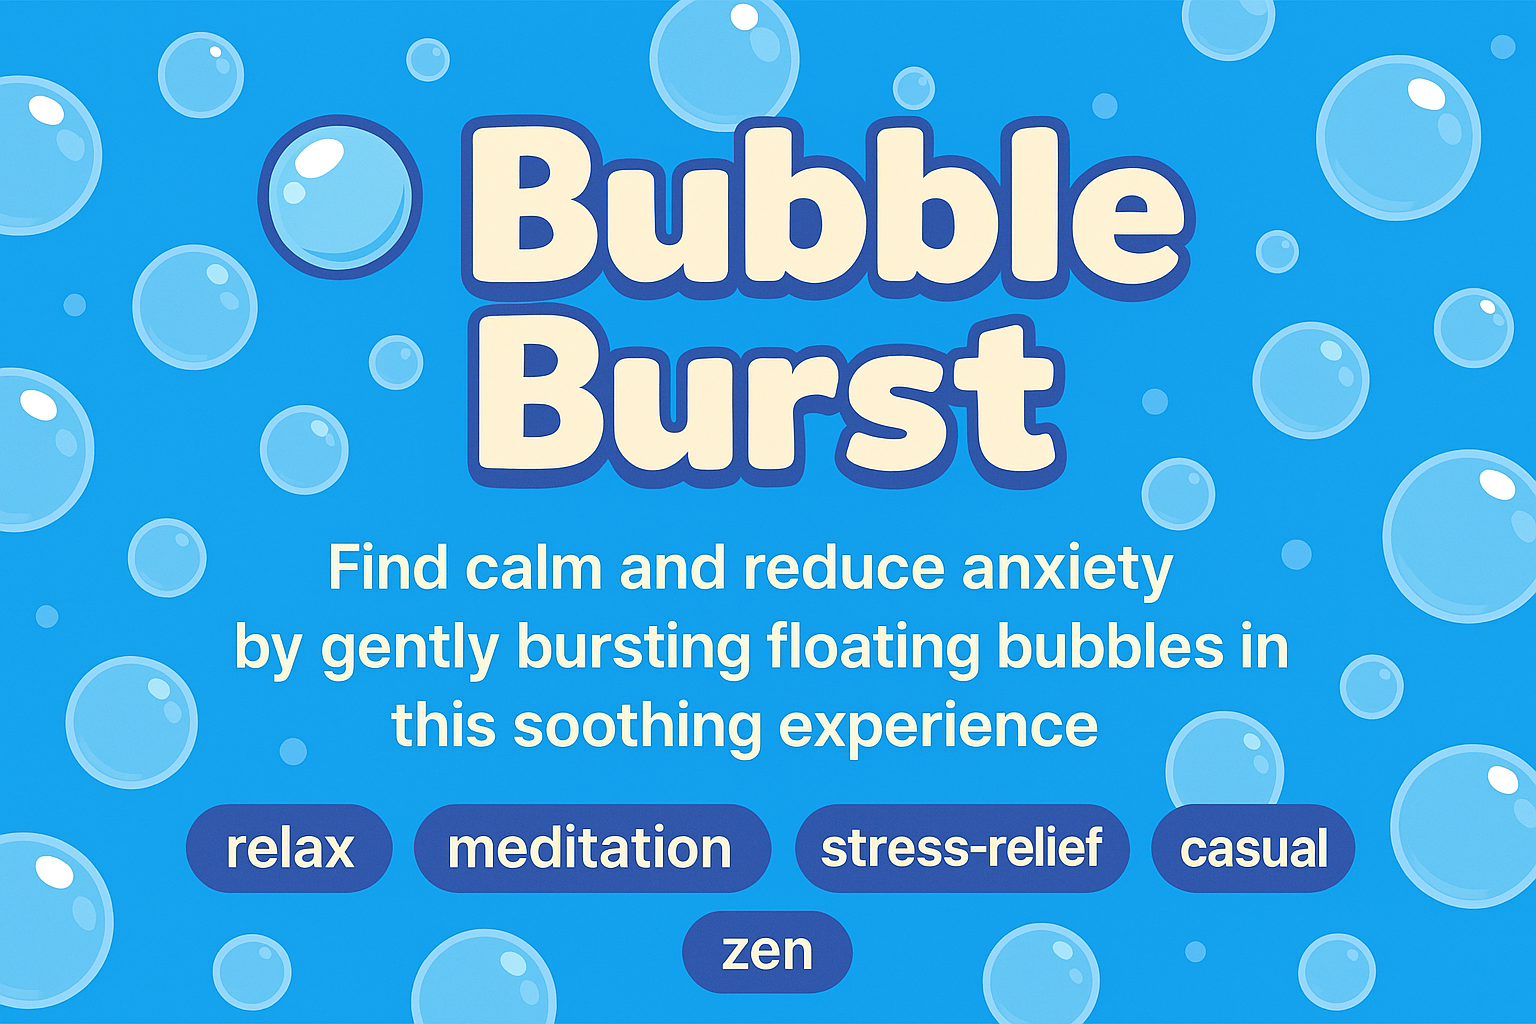 Bubble
Burst
Find calm and reduce anxiety
by gently bursting floating bubbles in
this soothing experience
relax meditation stress-relief casual
zen